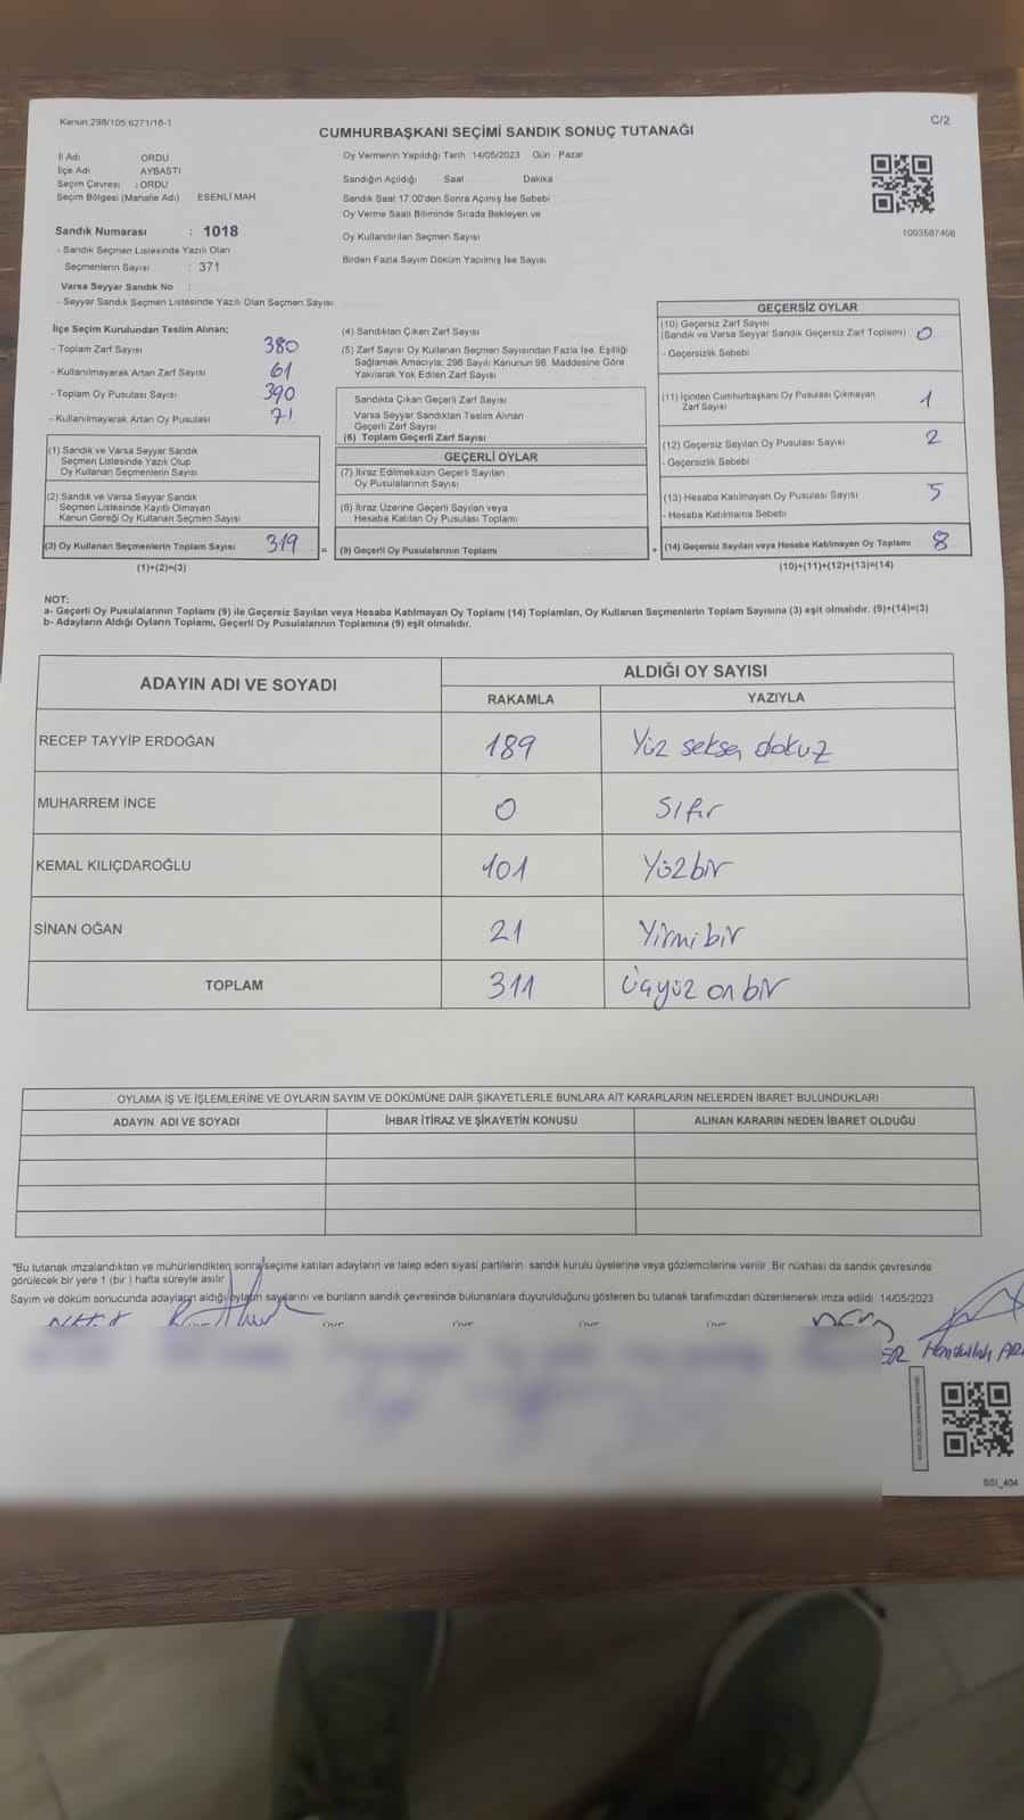 Kanun 298/105 6271/16-1
C/2
CUMHURBAŞKANI SEÇİMİ SANDIK SONUÇ TUTANAĞI
İl Adı ORDU
İlçe Adı AYBASTI
Seçim Çevresi : ORDU
Seçim Bölgesi (Mahalle Adı) ESENLİ MAH
Oy Vermenin Yapıldığı Tarih 14/05/2023 Gün Pazar
Sandığın Açıldığı Saat Dakika
Sandık Saat 17:00'den Sonra Açılmış İse Sebebi
Oy Verme Saati Bitiminde Sırada Bekleyen ve
Oy Kullandırılan Seçmen Sayısı
Birden Fazla Sayım Döküm Yapılmış İse Sayısı
1093587408
Sandık Numarası : 1018
- Sandık Seçmen Listesinde Yazılı Olan
Seçmenlerin Sayısı : 371
Varsa Seyyar Sandık No :
- Seyyar Sandık Seçmen Listesinde Yazılı Olan Seçmen Sayısı
İlçe Seçim Kurulundan Teslim Alınan;
- Toplam Zarf Sayısı 380
- Kullanılmayarak Artan Zarf Sayısı 61
- Toplam Oy Pusulası Sayısı 390
- Kullanılmayarak Artan Oy Pusulası 71
(1) Sandık ve Varsa Seyyar Sandık
Seçmen Listesinde Yazılı Olup
Oy Kullanan Seçmenlerin Sayısı
(2) Sandık ve Varsa Seyyar Sandık
Seçmen Listesinde Kayıtlı Olmayan
Kanun Gereği Oy Kullanan Seçmen Sayısı
(3) Oy Kullanan Seçmenlerin Toplam Sayısı 319
(1)+(2)=(3)
(4) Sandıktan Çıkan Zarf Sayısı
(5) Zarf Sayısı Oy Kullanan Seçmen Sayısından Fazla İse, Eşitliği
Sağlamak Amacıyla, 298 Sayılı Kanunun 98. Maddesine Göre
Yakılarak Yok Edilen Zarf Sayısı
Sandıkta Çıkan Geçerli Zarf Sayısı
Varsa Seyyar Sandıktan Teslim Alınan
Geçerli Zarf Sayısı
(6) Toplam Geçerli Zarf Sayısı
GEÇERLİ OYLAR
(7) İtiraz Edilmeksizin Geçerli Sayılan
Oy Pusulalarının Sayısı
(8) İtiraz Üzerine Geçerli Sayılan veya
Hesaba Katılan Oy Pusulası Toplamı
= (9) Geçerli Oy Pusulalarının Toplamı
GEÇERSİZ OYLAR
(10) Geçersiz Zarf Sayısı
(Sandık ve Varsa Seyyar Sandık Geçersiz Zarf Toplamı) 0
- Geçersizlik Sebebi
(11) İçinden Cumhurbaşkanı Oy Pusulası Çıkmayan
Zarf Sayısı 1
(12) Geçersiz Sayılan Oy Pusulası Sayısı 2
- Geçersizlik Sebebi
(13) Hesaba Katılmayan Oy Pusulası Sayısı 5
- Hesaba Katılmama Sebebi
+ (14) Geçersiz Sayılan veya Hesaba Katılmayan Oy Toplamı 8
(10)+(11)+(12)+(13)=(14)
NOT:
a- Geçerli Oy Pusulalarının Toplamı (9) ile Geçersiz Sayılan veya Hesaba Katılmayan Oy Toplamı (14) Toplamları, Oy Kullanan Seçmenlerin Toplam Sayısına (3) eşit olmalıdır. (9)+(14)=(3)
b- Adayların Aldığı Oyların Toplamı, Geçerli Oy Pusulalarının Toplamına (9) eşit olmalıdır.
ADAYIN ADI VE SOYADI
ALDIĞI OY SAYISI
RAKAMLA YAZIYLA
RECEP TAYYİP ERDOĞAN 189 Yüz seksen dokuz
MUHARREM İNCE 0 Sıfır
KEMAL KILIÇDAROĞLU 101 Yüzbir
SİNAN OĞAN 21 Yirmibir
TOPLAM 311 Üçyüz on bir
OYLAMA İŞ VE İŞLEMLERİNE VE OYLARIN SAYIM VE DÖKÜMÜNE DAİR ŞİKAYETLERLE BUNLARA AİT KARARLARIN NELERDEN İBARET BULUNDUKLARI
ADAYIN ADI VE SOYADI İHBAR İTİRAZ VE ŞİKAYETİN KONUSU ALINAN KARARIN NEDEN İBARET OLDUĞU
*Bu tutanak imzalandıktan ve mühürlendikten sonra seçime katılan adayların ve talep eden siyasi partilerin sandık kurulu üyelerine veya gözlemcilerine verilir. Bir nüshası da sandık çevresinde
görülecek bir yere 1 (bir) hafta süreyle asılır
Sayım ve döküm sonucunda adayların aldığı oyların sayılarını ve bunların sandık çevresinde bulunanlara duyurulduğunu gösteren bu tutanak tarafımızdan düzenlenerek imza edildi. 14/05/2023